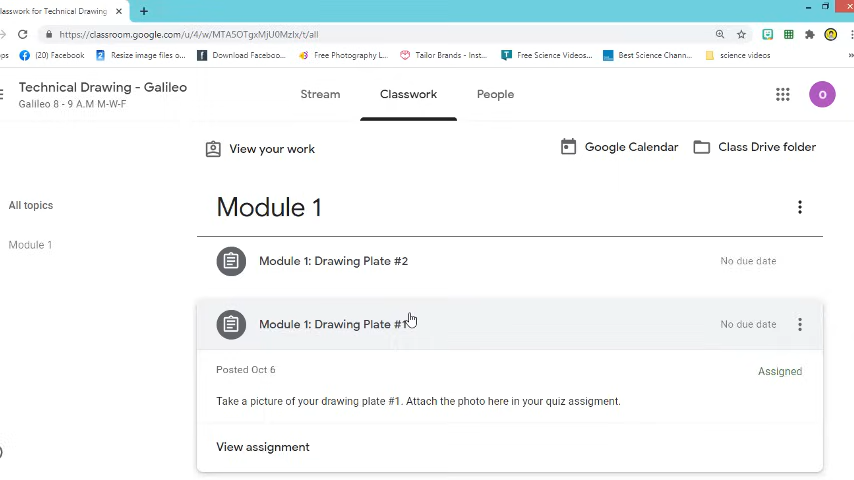 lasswork for Technical Drawing
https://classroom.google.com/u/4/w/MTA5OTgxMjU0MzIx/t/all
ps
(20) Facebook
Resize image files o...
Download Faceboo...
Free Photography L...
Tailor Brands - Inst...
Free Science Videos...
Best Science Chann...
science videos
Technical Drawing - Galileo
Galileo 8 - 9 A.M M-W-F
Stream
Classwork
People
O
View your work
Google Calendar
Class Drive folder
All topics
Module 1
Module 1
Module 1: Drawing Plate #2
No due date
Module 1: Drawing Plate #1
No due date
Posted Oct 6
Assigned
Take a picture of your drawing plate #1. Attach the photo here in your quiz assigment.
View assignment